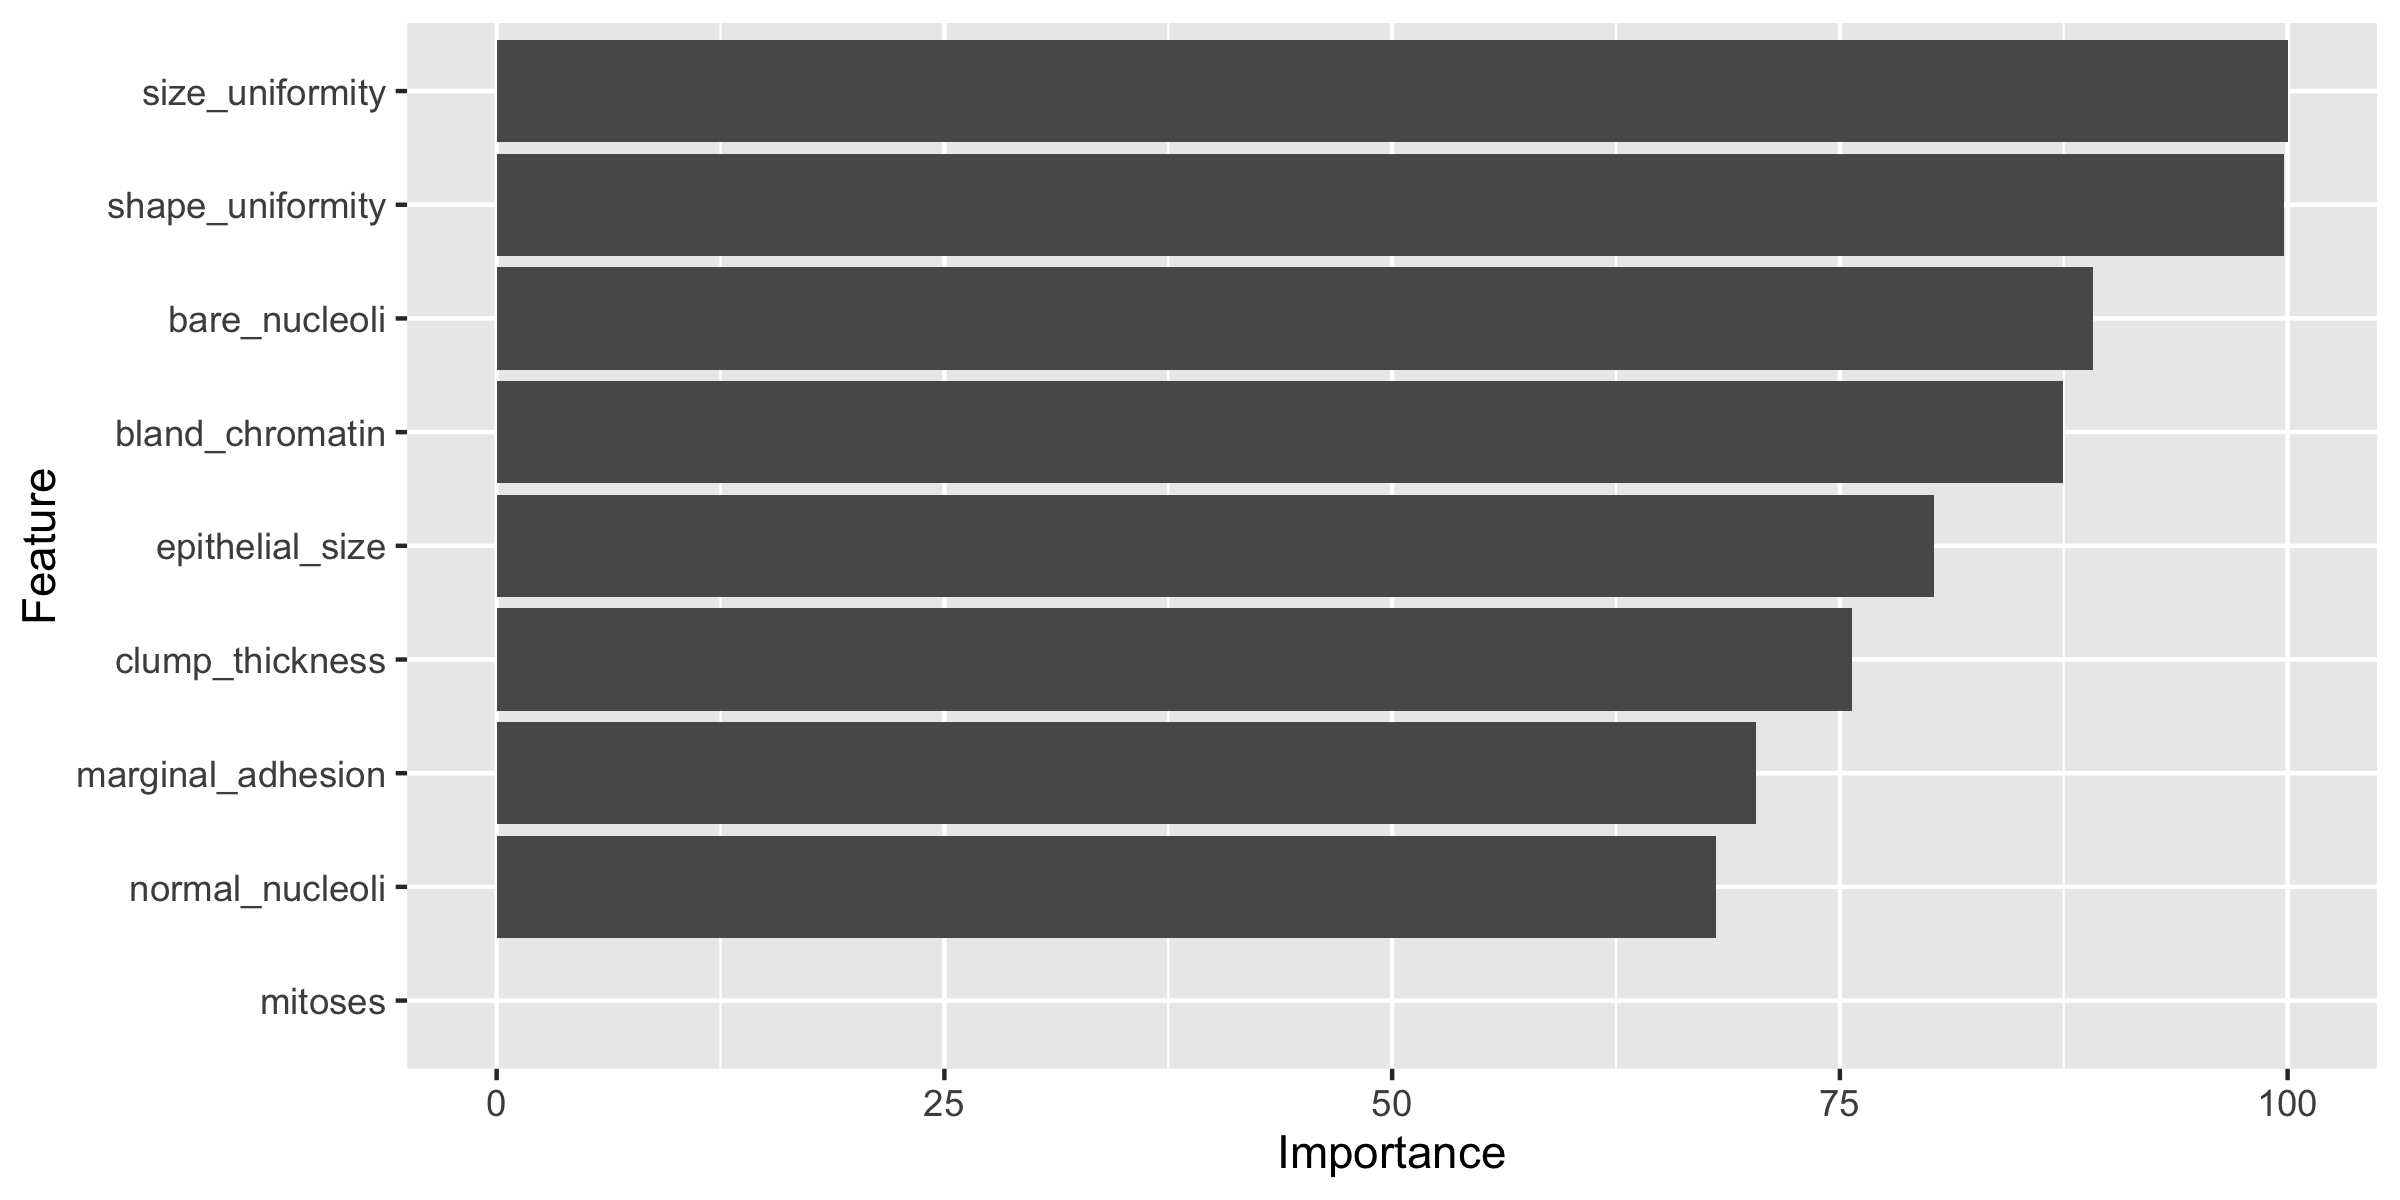 size_uniformity
shape_uniformity
bare_nucleoli
bland_chromatin
epithelial_size
clump_thickness
marginal_adhesion
normal_nucleoli
mitoses
Feature
0 25 50 75 100
Importance